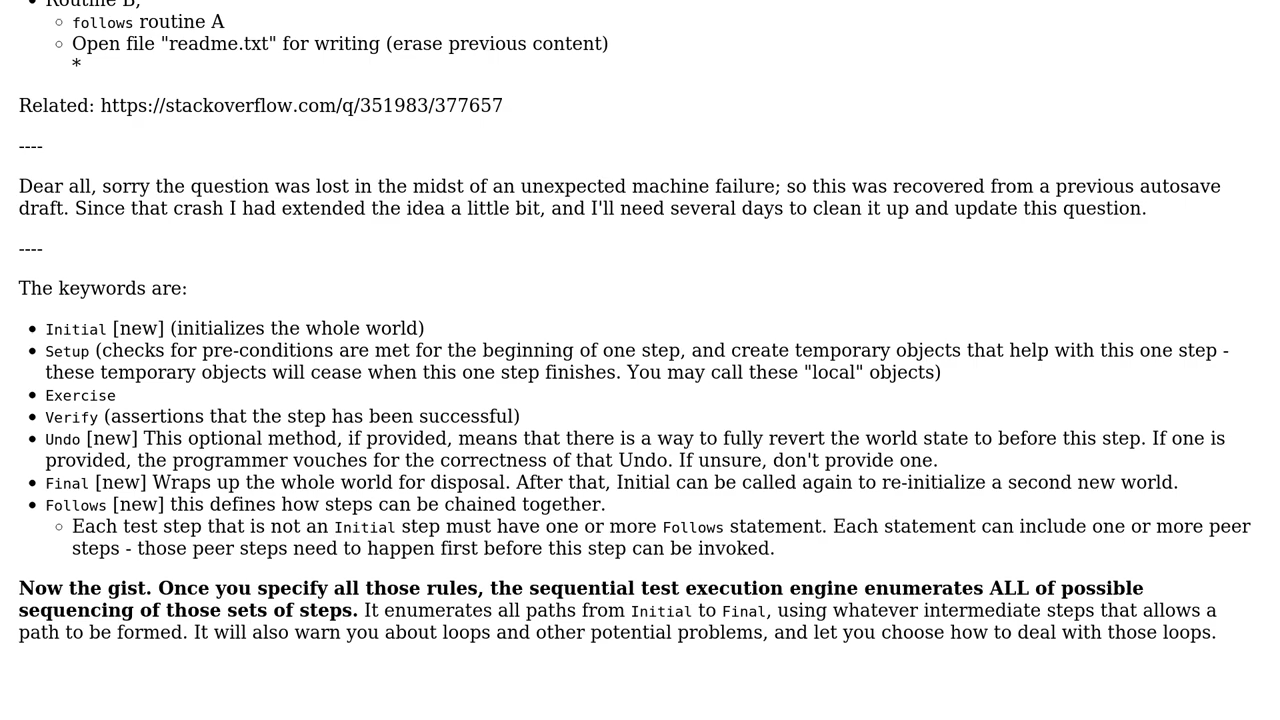 Routine B,
follows routine A
Open file "readme.txt" for writing (erase previous content)
*
Related: https://stackoverflow.com/q/351983/377657
----
Dear all, sorry the question was lost in the midst of an unexpected machine failure; so this was recovered from a previous autosave
draft. Since that crash I had extended the idea a little bit, and I'll need several days to clean it up and update this question.
----
The keywords are:
Initial [new] (initializes the whole world)
Setup (checks for pre-conditions are met for the beginning of one step, and create temporary objects that help with this one step -
these temporary objects will cease when this one step finishes. You may call these "local" objects)
Exercise
Verify (assertions that the step has been successful)
Undo [new] This optional method, if provided, means that there is a way to fully revert the world state to before this step. If one is
provided, the programmer vouches for the correctness of that Undo. If unsure, don't provide one.
Final [new] Wraps up the whole world for disposal. After that, Initial can be called again to re-initialize a second new world.
Follows [new] this defines how steps can be chained together.
Each test step that is not an Initial step must have one or more Follows statement. Each statement can include one or more peer
steps - those peer steps need to happen first before this step can be invoked.
Now the gist. Once you specify all those rules, the sequential test execution engine enumerates ALL of possible
sequencing of those sets of steps. It enumerates all paths from Initial to Final, using whatever intermediate steps that allows a
path to be formed. It will also warn you about loops and other potential problems, and let you choose how to deal with those loops.